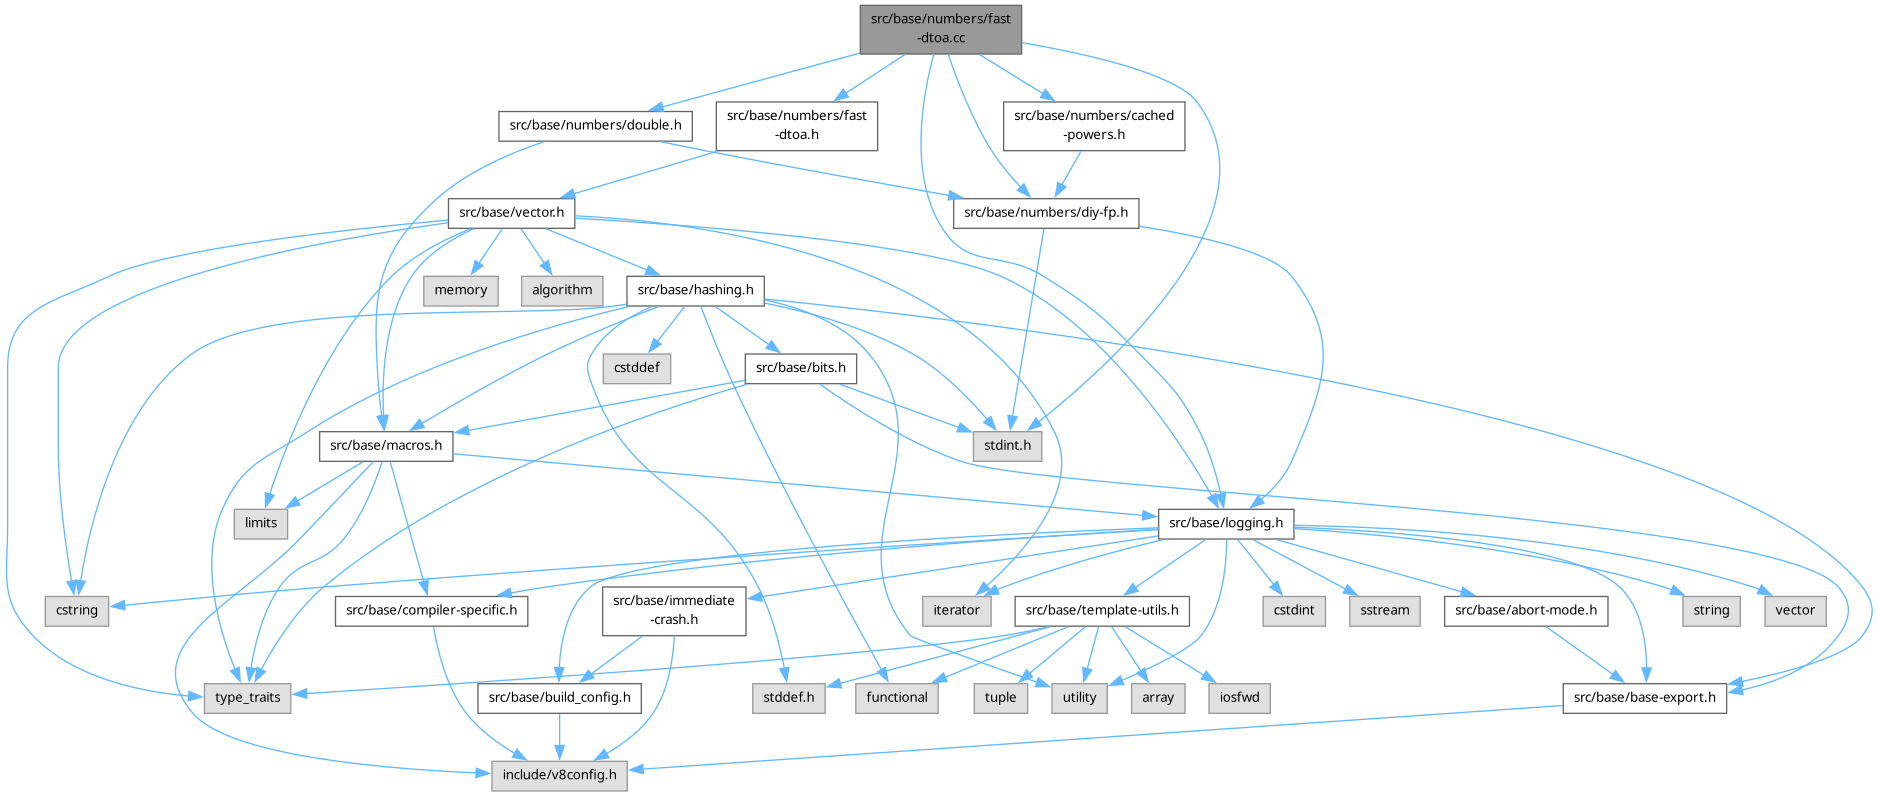 src/base/numbers/fast
-dtoa.cc
src/base/numbers/double.h
src/base/numbers/fast
-dtoa.h
src/base/numbers/cached
-powers.h
src/base/vector.h
src/base/numbers/diy-fp.h
memory
algorithm
src/base/hashing.h
cstddef
src/base/bits.h
src/base/macros.h
stdint.h
limits
src/base/logging.h
cstring
src/base/compiler-specific.h
src/base/immediate
-crash.h
iterator
src/base/template-utils.h
cstdint
sstream
src/base/abort-mode.h
string
vector
type_traits
src/base/build_config.h
stddef.h
functional
tuple
utility
array
iosfwd
src/base/base-export.h
include/v8config.h